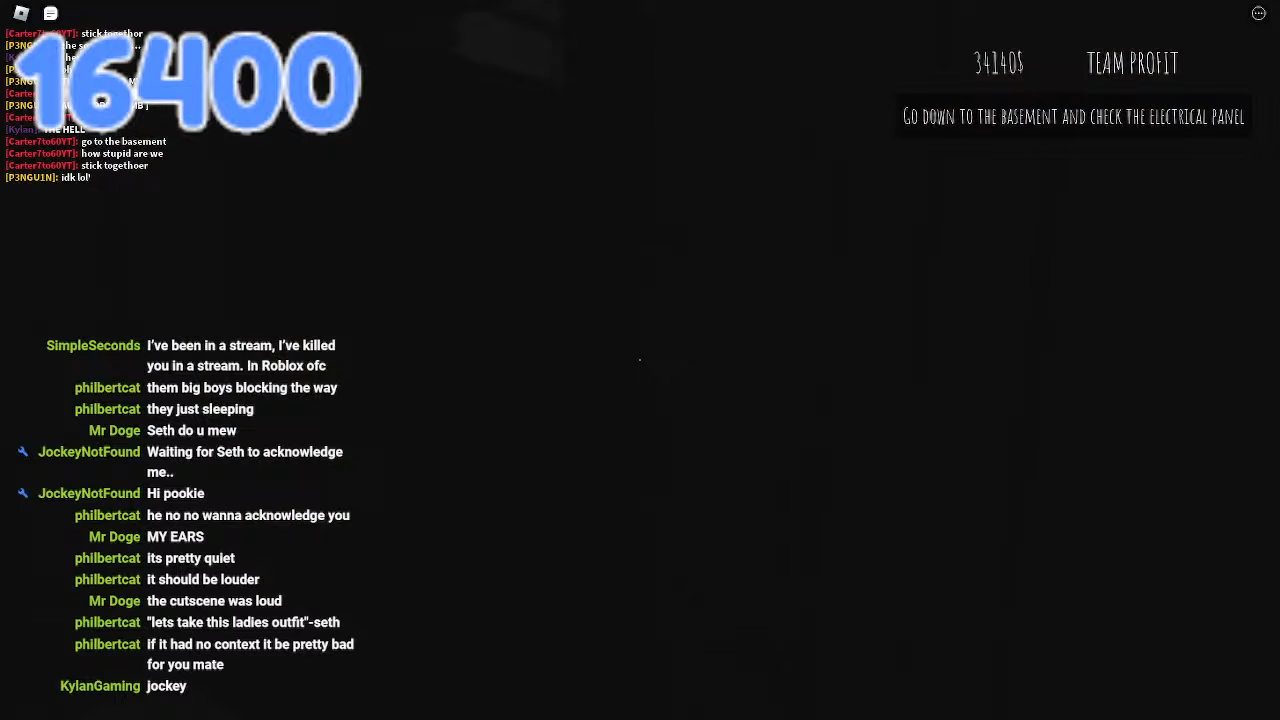 [Carter7to60YT]: stick togethor
16400
[Kylan]: THE HELL
[Carter7to60YT]: go to the basement
[Carter7to60YT]: how stupid are we
[Carter7to60YT]: stick togethoer
[P3NGU1N]: idk lol'
34140$ TEAM PROFIT
Go down to the basement and check the electrical panel
SimpleSeconds I've been in a stream, I've killed
you in a stream. In Roblox ofc
philbertcat them big boys blocking the way
philbertcat they just sleeping
Mr Doge Seth do u mew
JockeyNotFound Waiting for Seth to acknowledge
me..
JockeyNotFound Hi pookie
philbertcat he no no wanna acknowledge you
Mr Doge MY EARS
philbertcat its pretty quiet
philbertcat it should be louder
Mr Doge the cutscene was loud
philbertcat "lets take this ladies outfit"-seth
philbertcat if it had no context it be pretty bad
for you mate
KylanGaming jockey